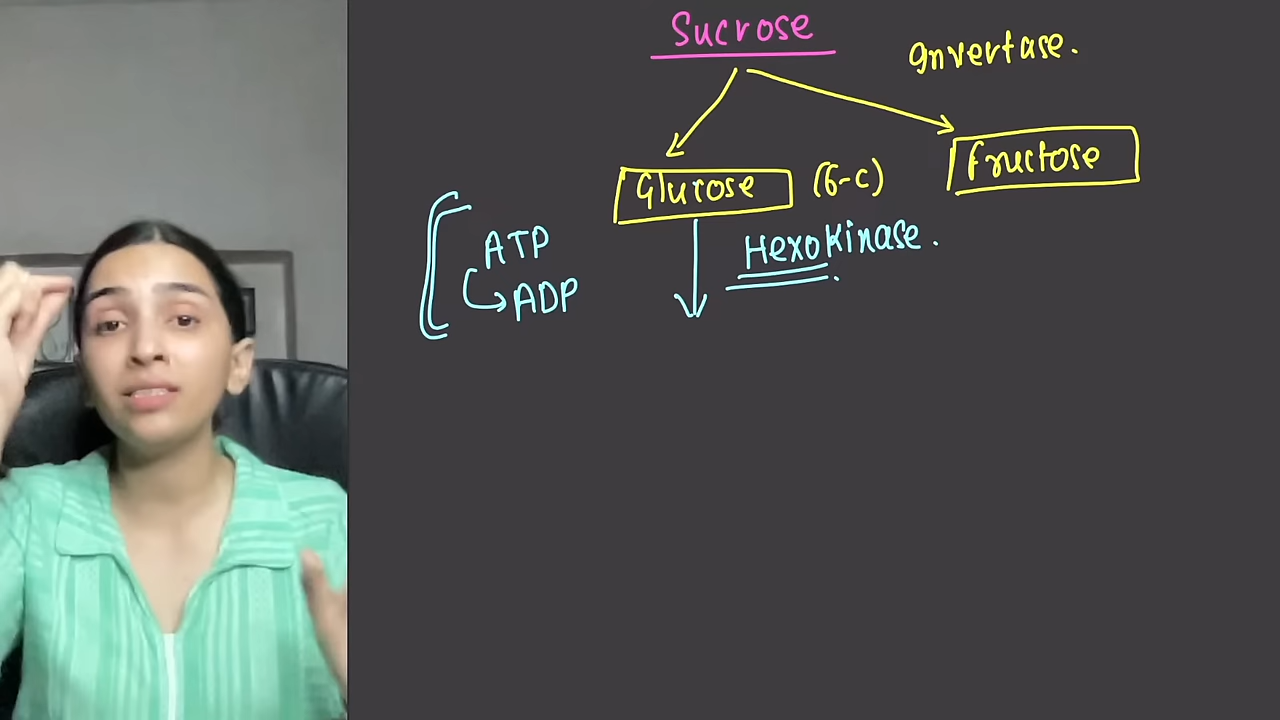 Sucrose
Invertase.
Glucose (6-c)
Fructose
ATP
ADP
Hexokinase.